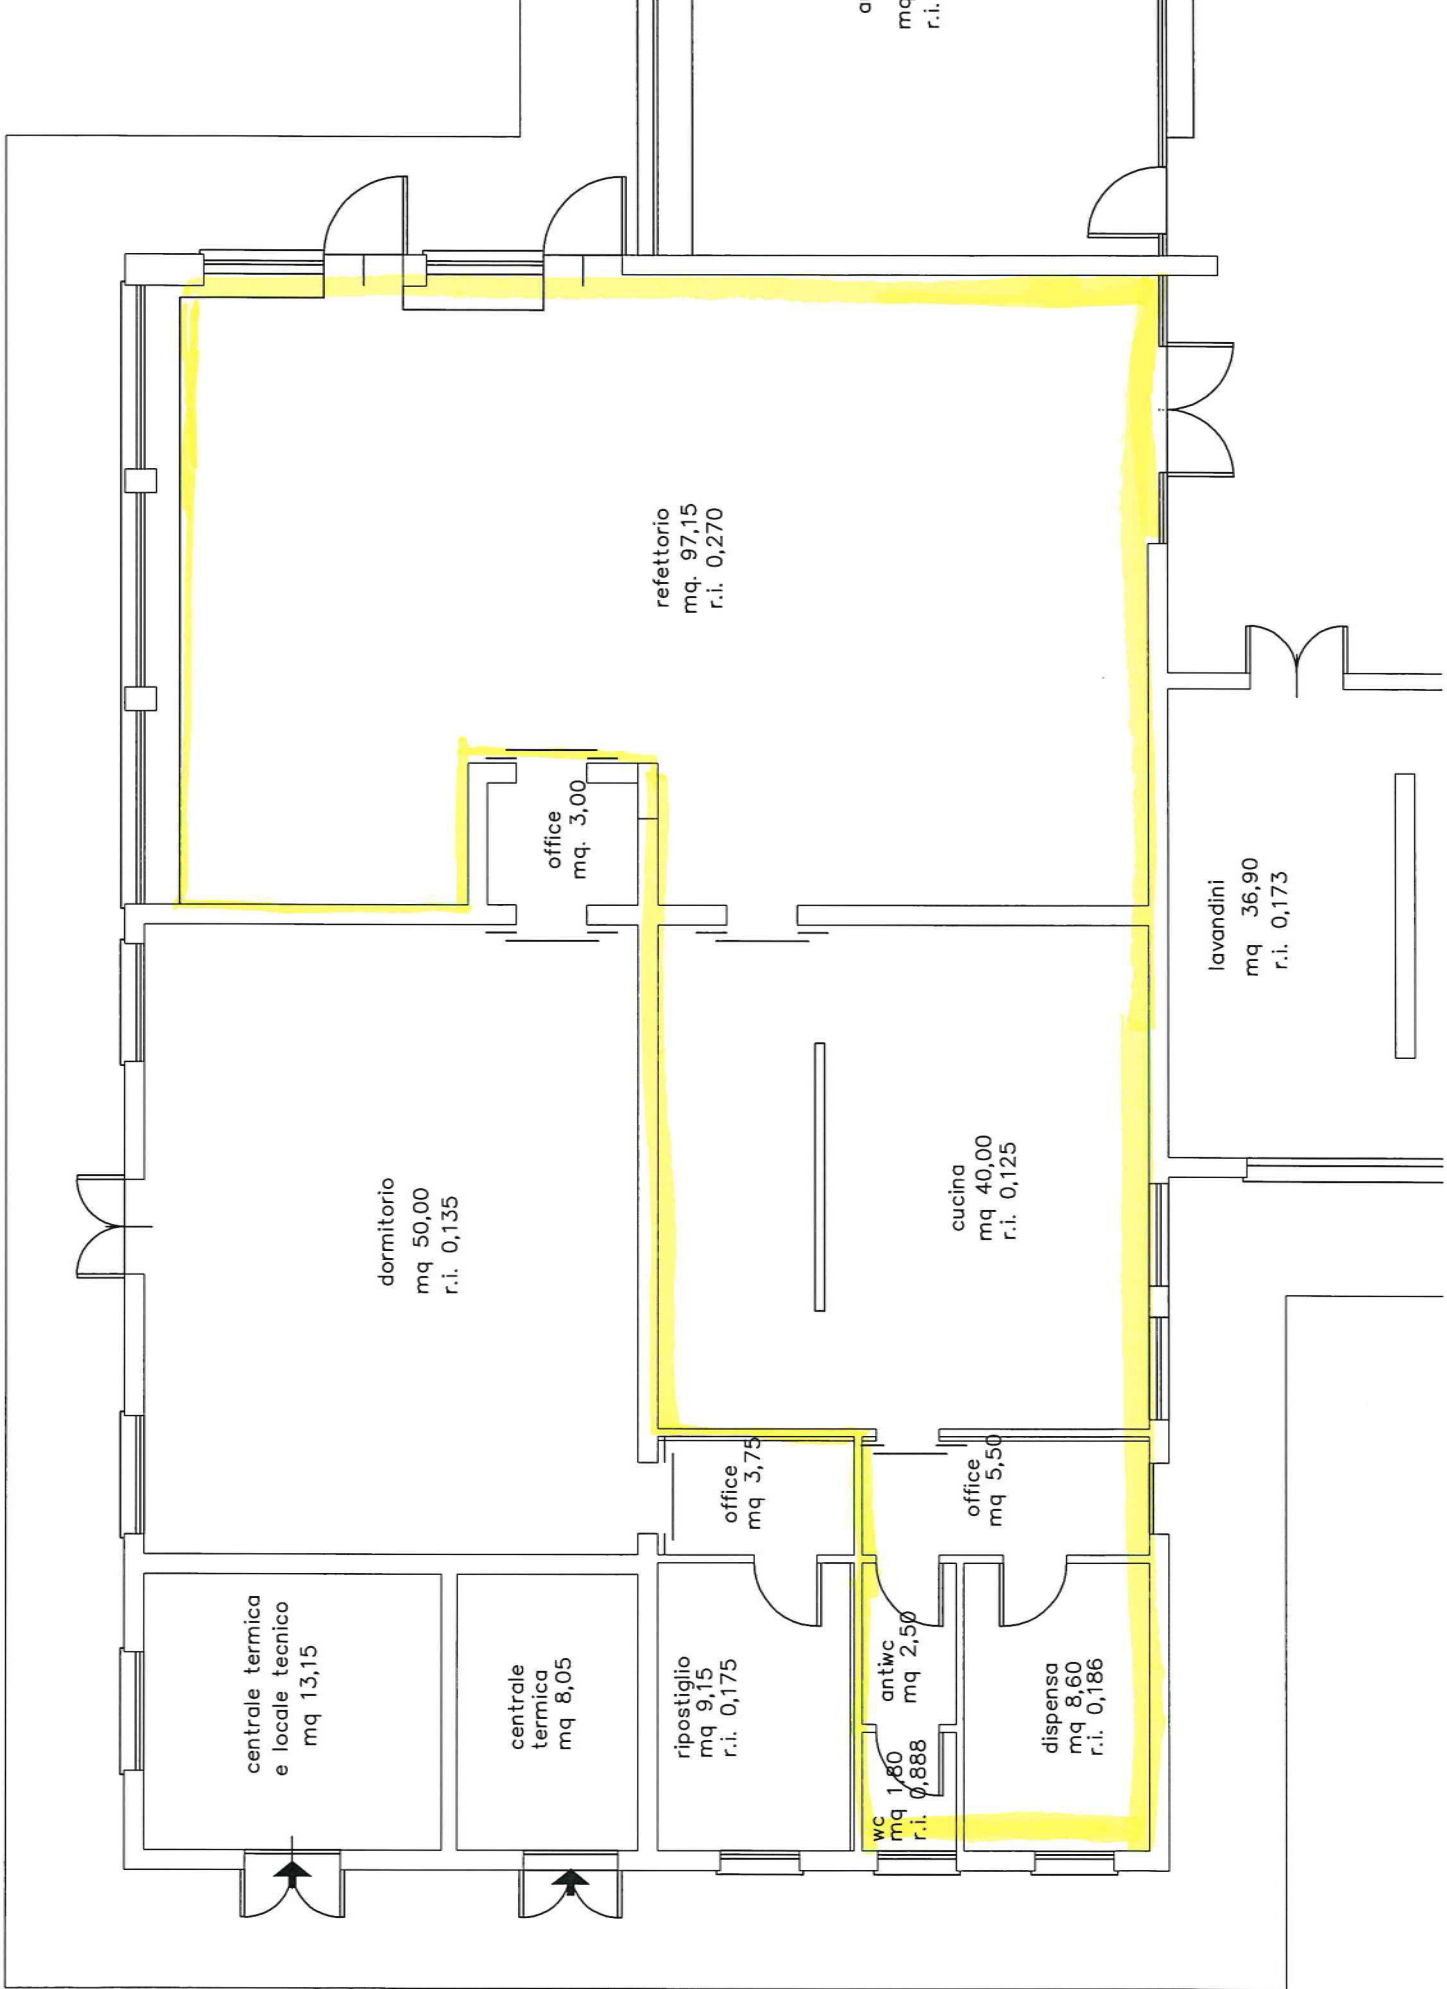 centrale termica
e locale tecnico
mq 13,15
centrale
termica
mq 8,05
ripostiglio
mq 9,15
r.i. 0,175
wc
mq 1,80
r.i. 0,888
antiwc
mq 2,50
dispensa
mq 8,60
r.i. 0,186
office
mq 3,75
office
mq 5,50
dormitorio
mq 50,00
r.i. 0,135
cucina
mq 40,00
r.i. 0,125
office
mq. 3,00
lavandini
mq 36,90
r.i. 0,173
refettorio
mq. 97,15
r.i. 0,270
mq
r.i.